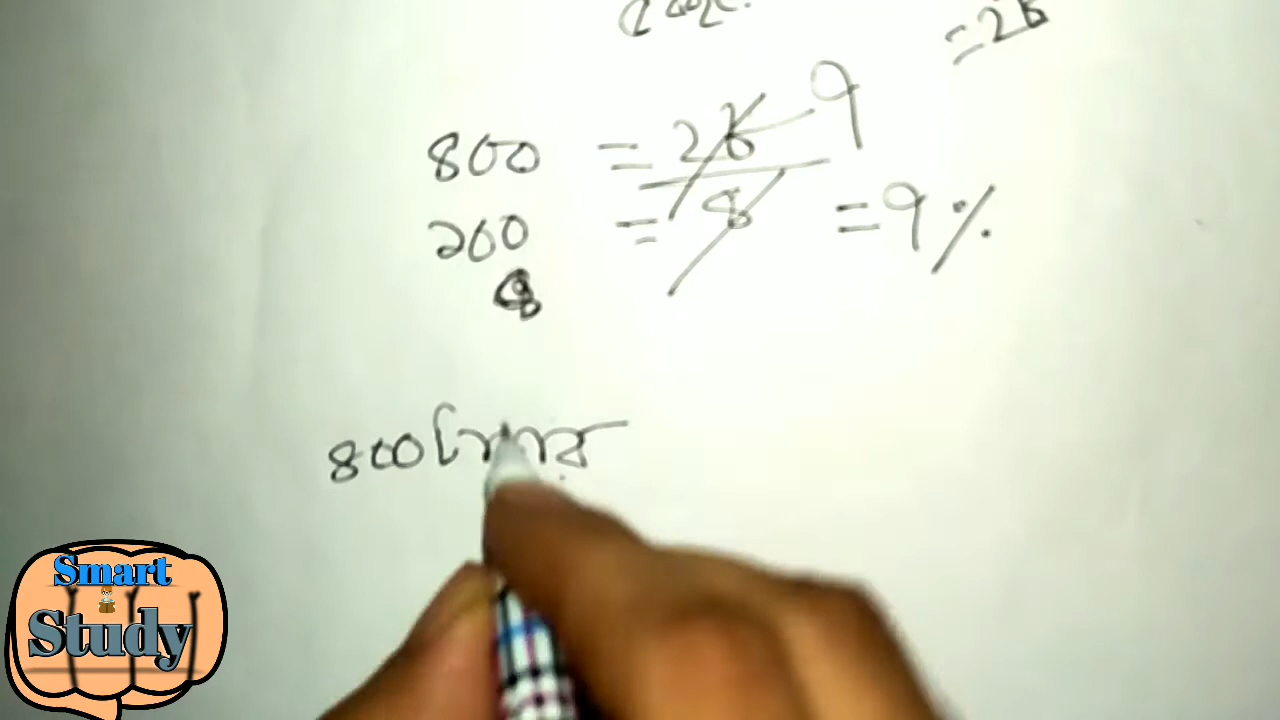 = ২৮
৪০০ = ২৮ ৭
১০০ = ৪ = ৭%
৪
৪০০
Smart
Study